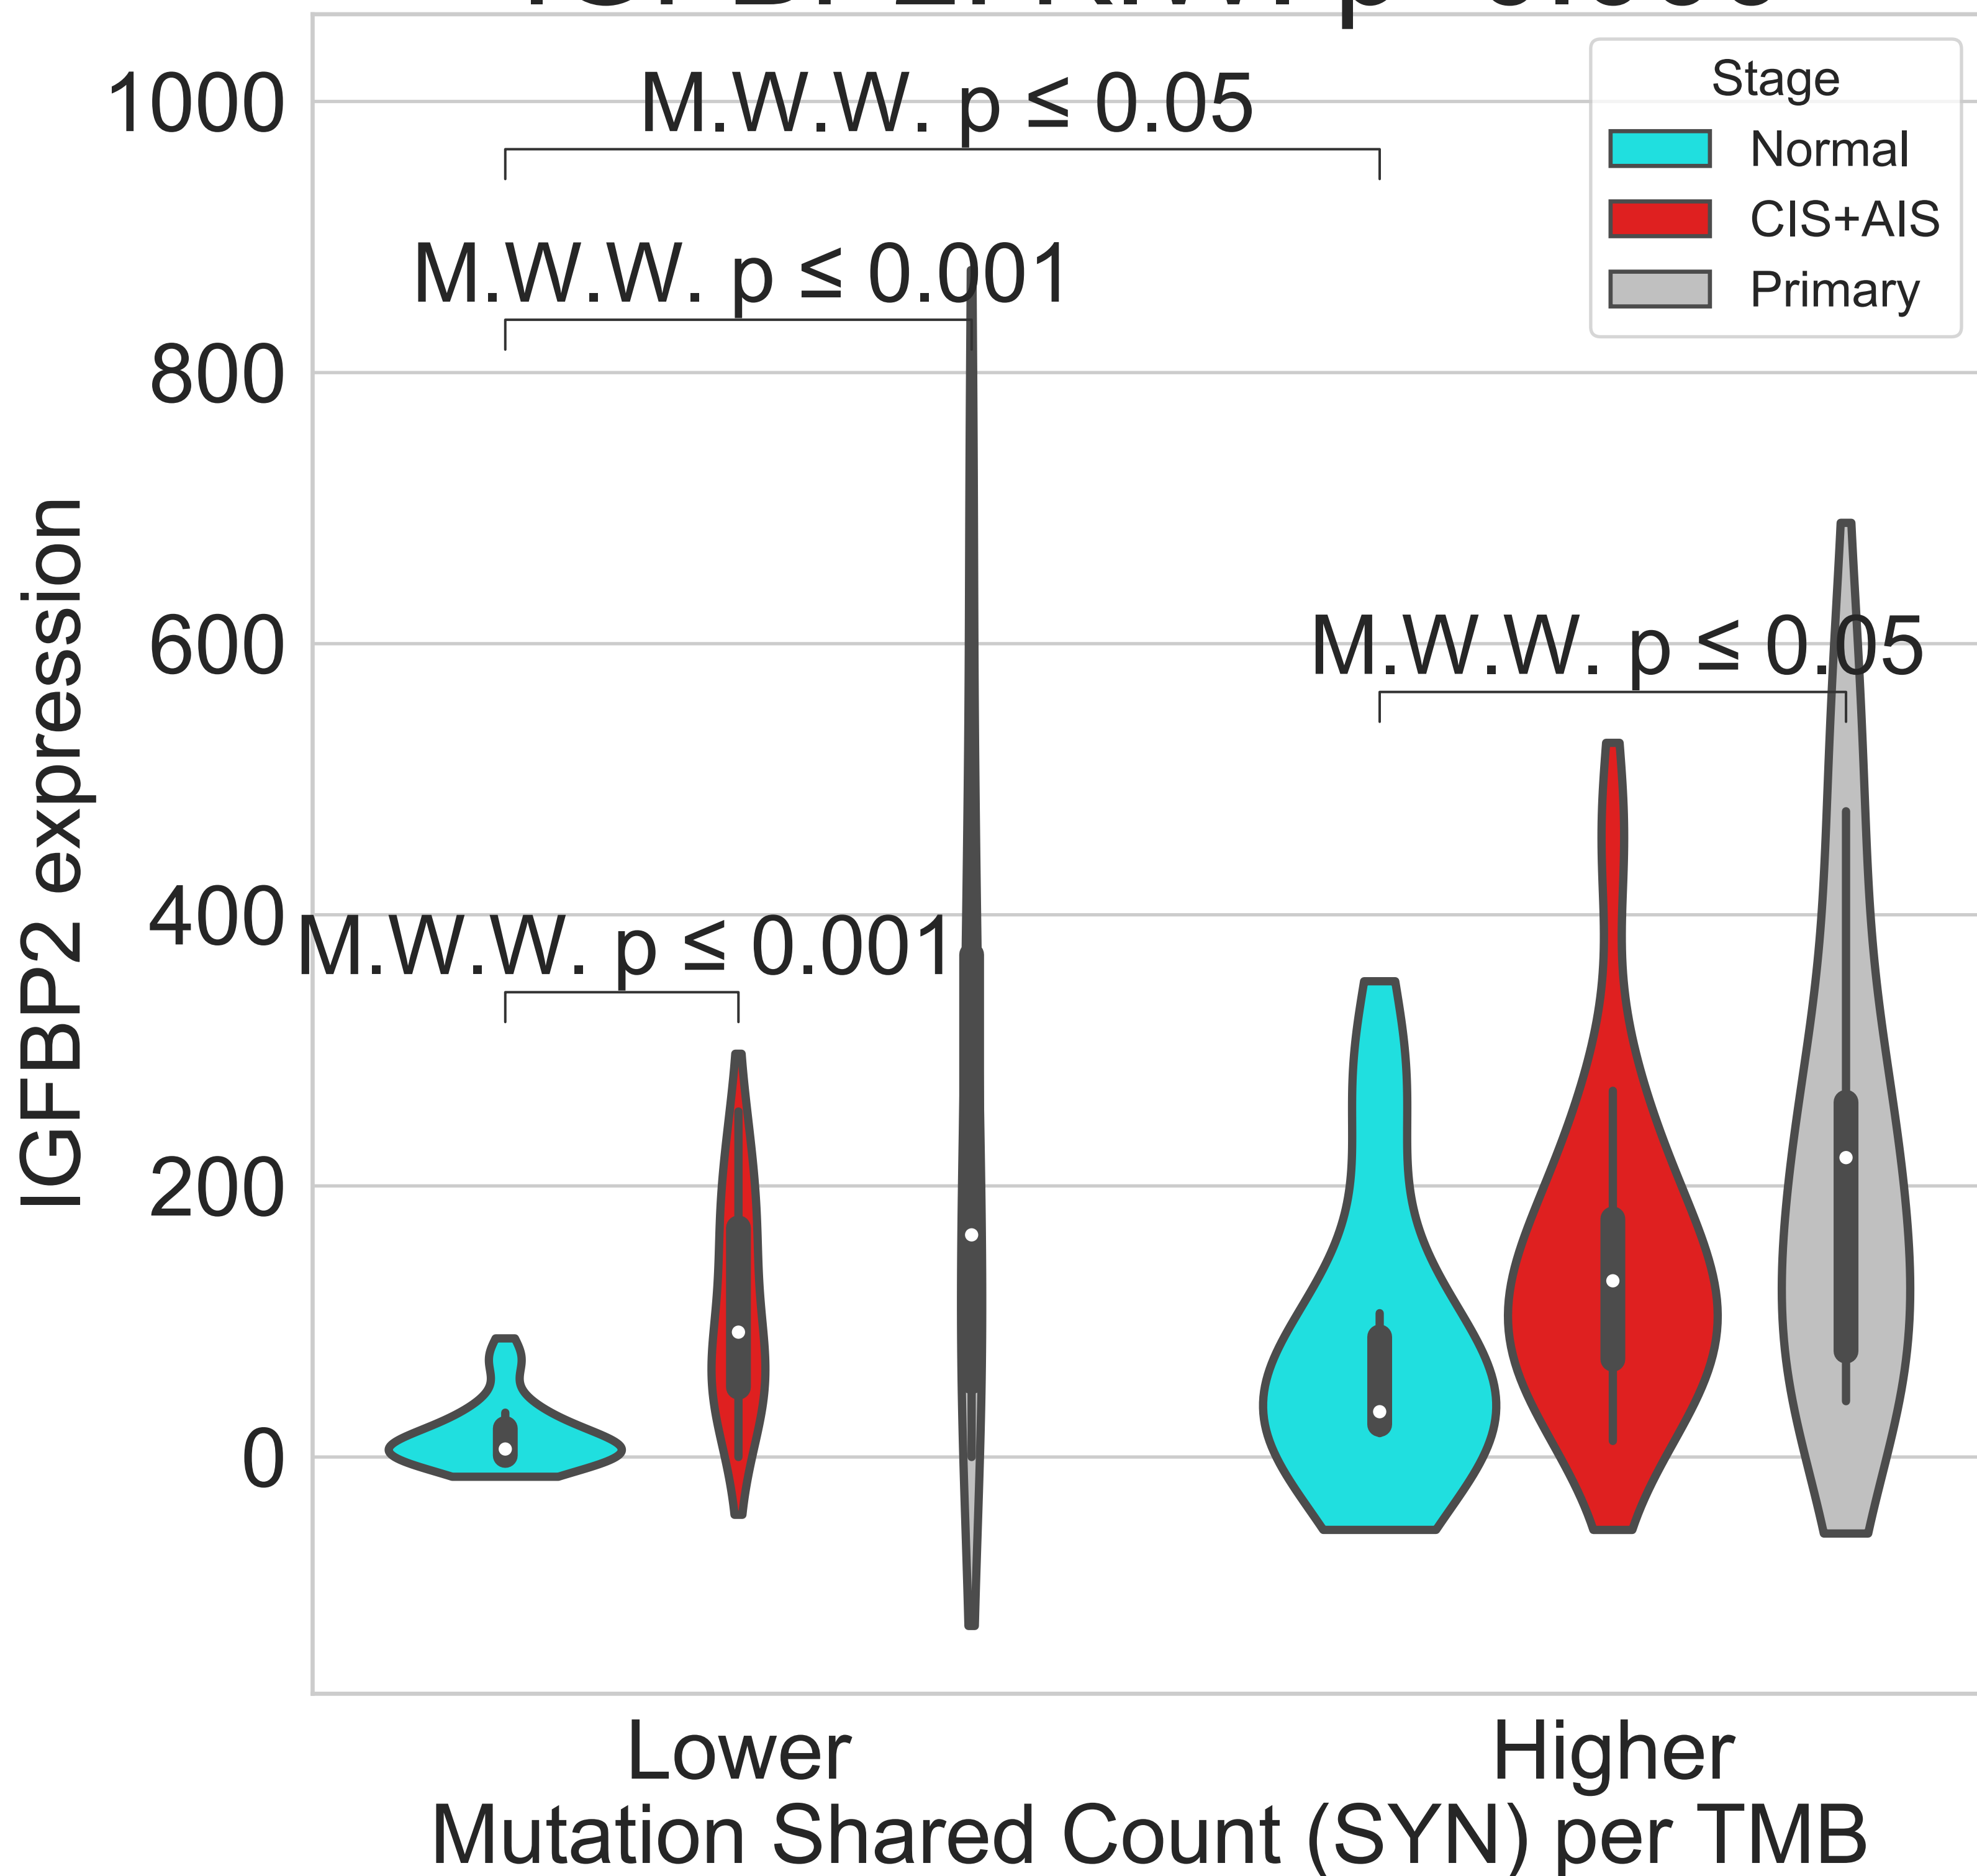 1000
800
600
400
200
0
IGFBP2 expression
M.W.W. p ≤ 0.05
M.W.W. p ≤ 0.001
M.W.W. p ≤ 0.05
M.W.W. p ≤ 0.001
Stage
Normal
CIS+AIS
Primary
Lower
Higher
Mutation Shared Count (SYN) per TMB